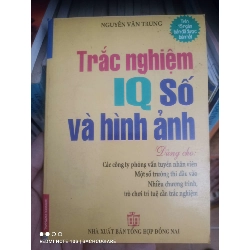 NGUYỄN VĂN TRUNG
Trắc nghiệm
IQ số
và hình ảnh
Dùng cho:
Các công ty phỏng vấn tuyển nhân viên
Một số trường thi đầu vào
Nhiều chương trình
vui chơi trí tuệ cần trắc nghiệm
NHÀ XUẤT BẢN TỔNG HỢP ĐỒNG NAI